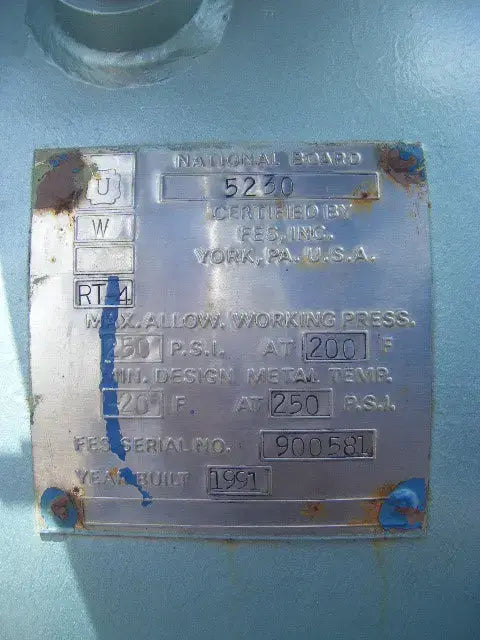 NATIONAL BOARD
U
5230
W
CERTIFIED BY
FES, INC.
YORK, PA. U.S.A.
RT 4
MAX. ALLOW. WORKING PRESS.
250 P.S.I. AT 200 F
MIN. DESIGN METAL TEMP.
20 F. AT 250 P.S.I.
FES SERIAL NO. 900581
YEAR BUILT 1991